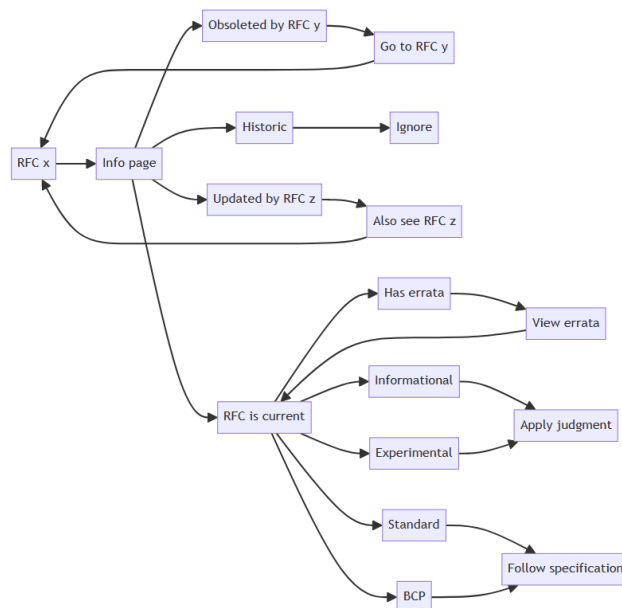 Obsoleted by RFC y
Go to RFC y
Historic
Ignore
RFC x
Info page
Updated by RFC z
Also see RFC z
Has errata
View errata
Informational
RFC is current
Apply judgment
Experimental
Standard
Follow specification
BCP